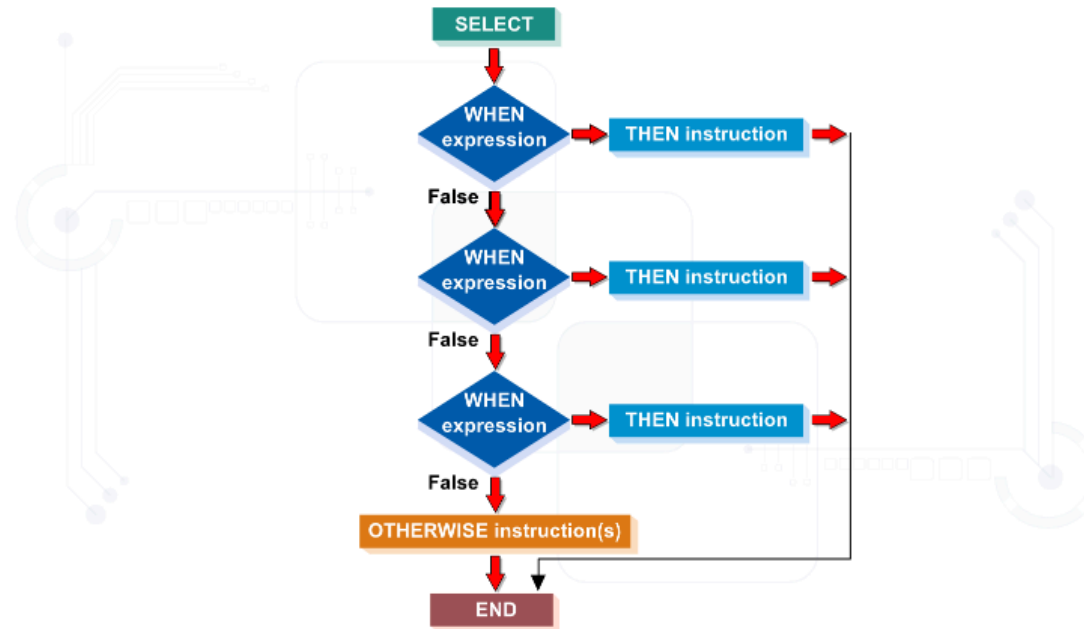 SELECT
WHEN
expression
THEN instruction
False
WHEN
expression
THEN instruction
False
WHEN
expression
THEN instruction
False
OTHERWISE instruction(s)
END